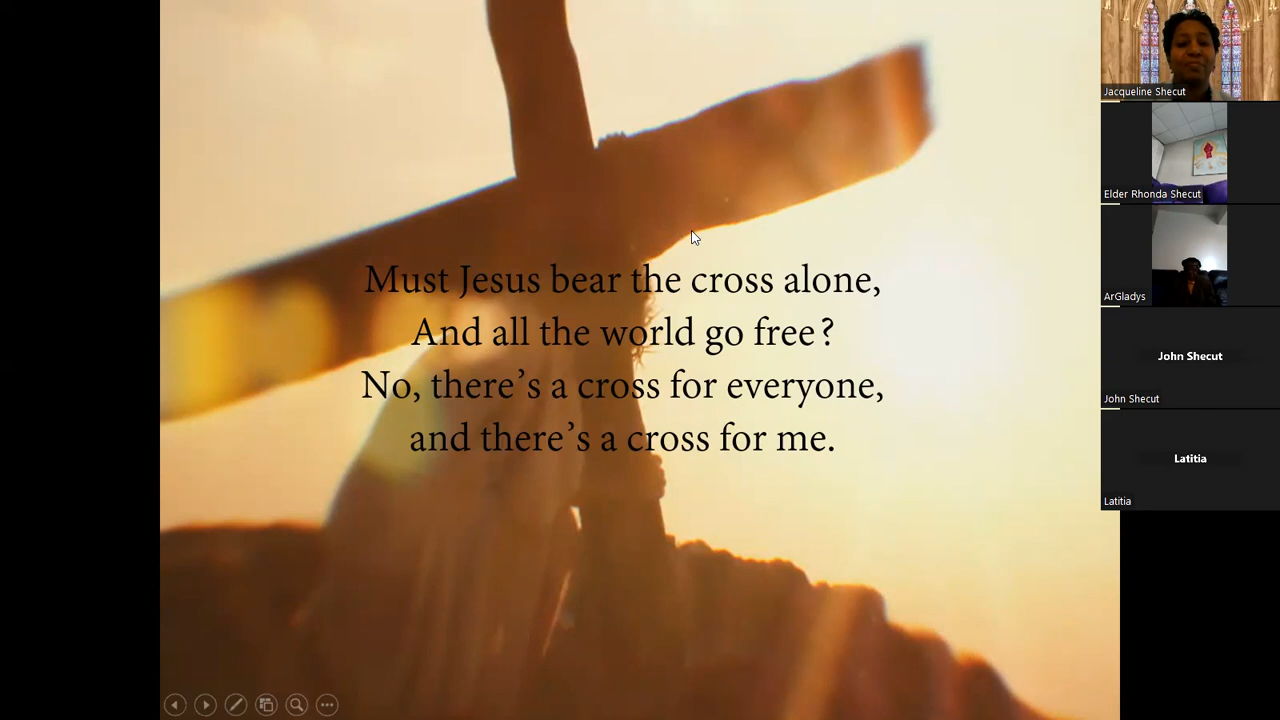 Must Jesus bear the cross alone,
And all the world go free?
No, there’s a cross for everyone,
and there’s a cross for me.
Jacqueline Shecut
Elder Rhonda Shecut
ArGladys
John Shecut
John Shecut
Latitia
Latitia